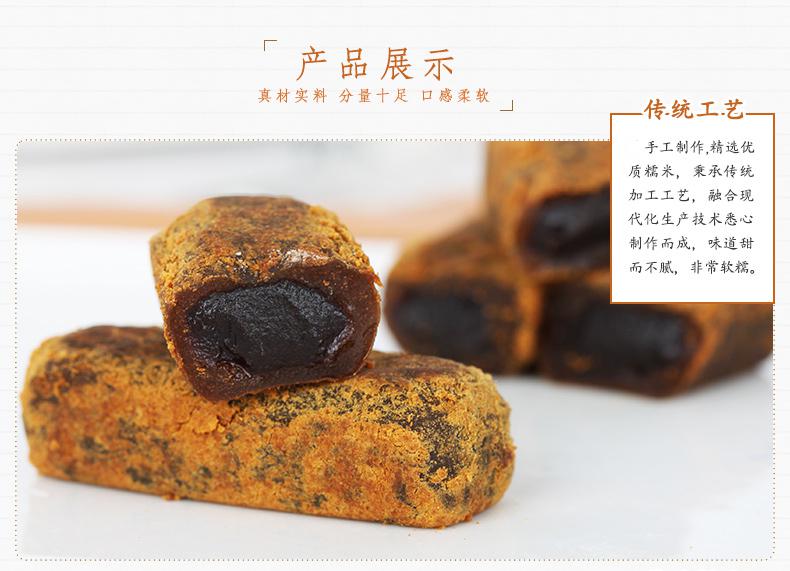 产品展示
真材实料 分量十足 口感柔软
传统工艺
手工制作,精选优
质糯米，秉承传统
加工工艺，融合现
代化生产技术悉心
制作而成，味道甜
而不腻，非常软糯。